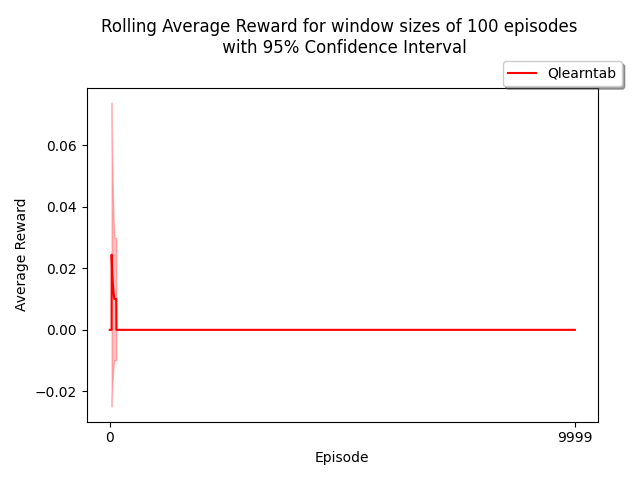 Rolling Average Reward for window sizes of 100 episodes
with 95% Confidence Interval
Qlearntab
Average Reward
0.06
0.04
0.02
0.00
−0.02
0
9999
Episode